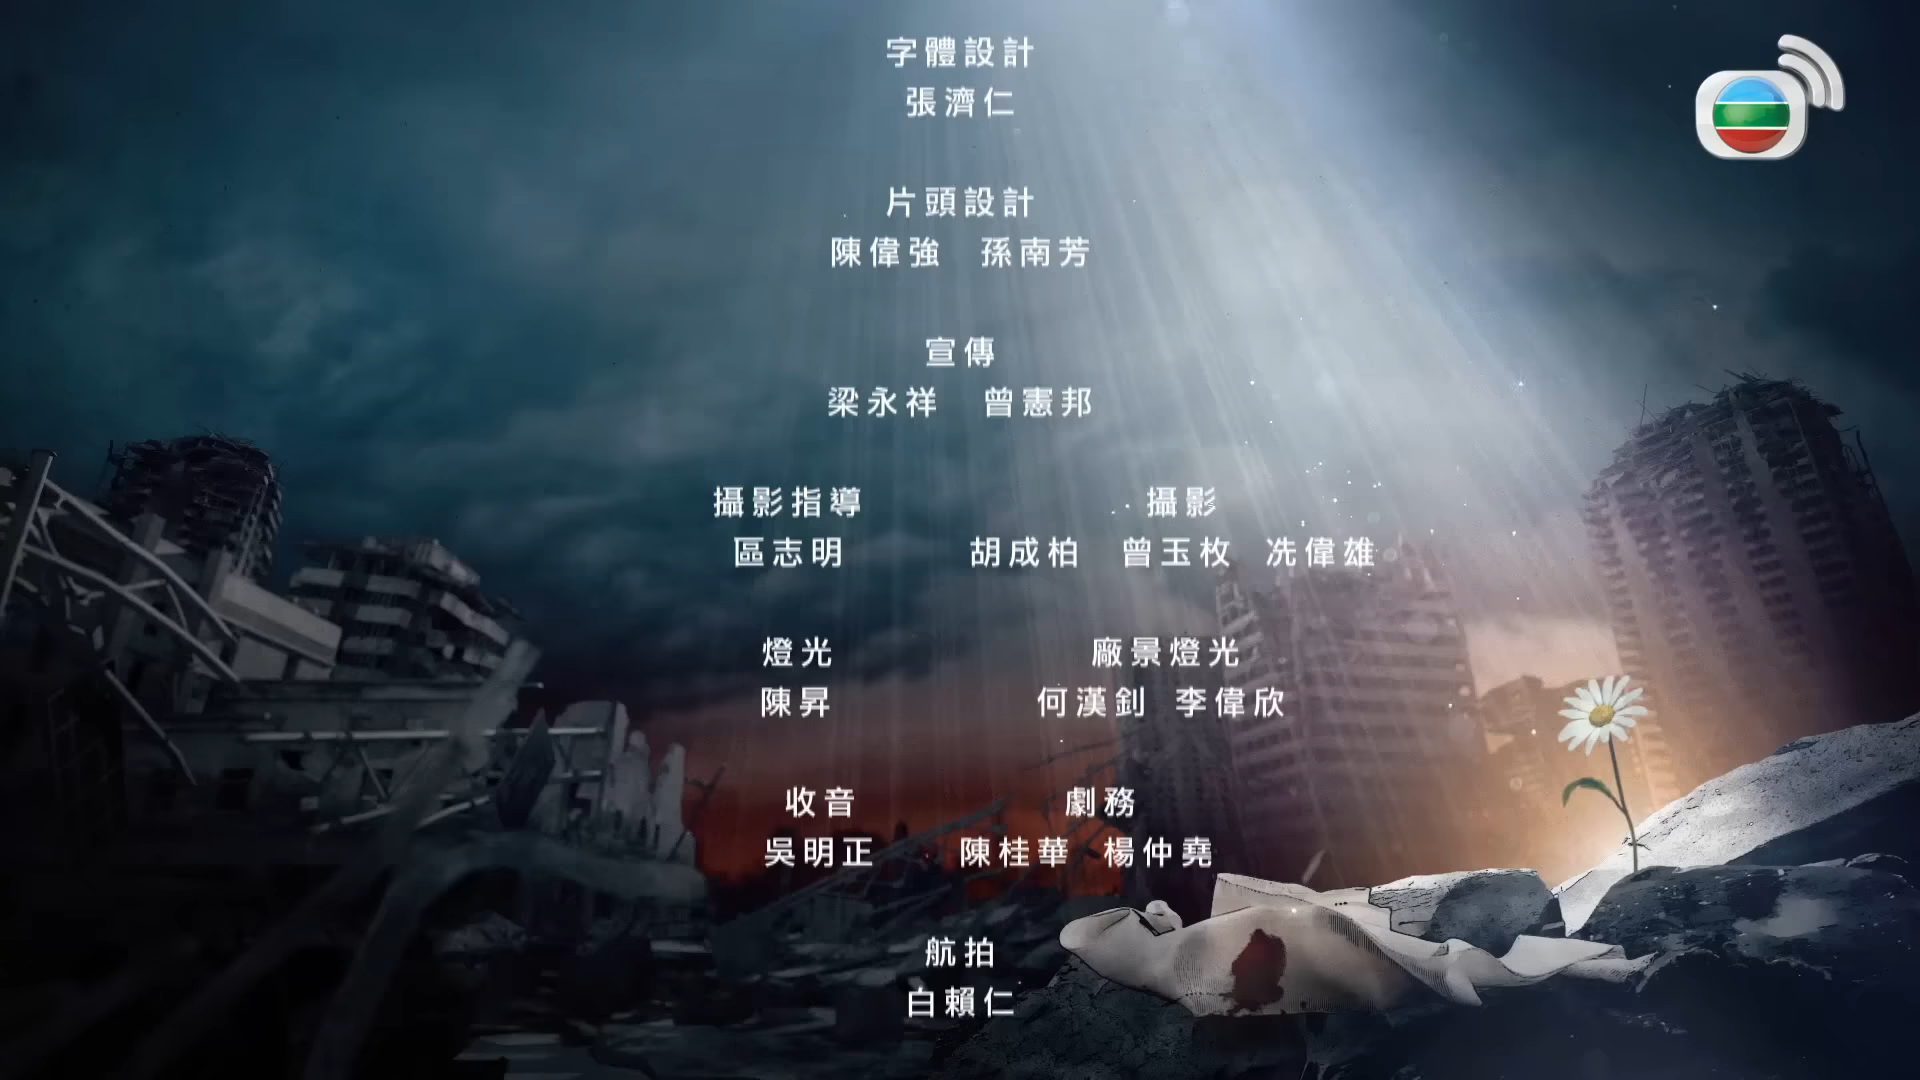 字體設計
張濟仁
片頭設計
陳偉強 孫南芳
宣傳
梁永祥 曾憲邦
攝影指導 攝影
區志明 胡成柏 曾玉枚 冼偉雄
燈光 廠景燈光
陳昇 何漢釗 李偉欣
收音 劇務
吳明正 陳桂華 楊仲堯
航拍
白賴仁